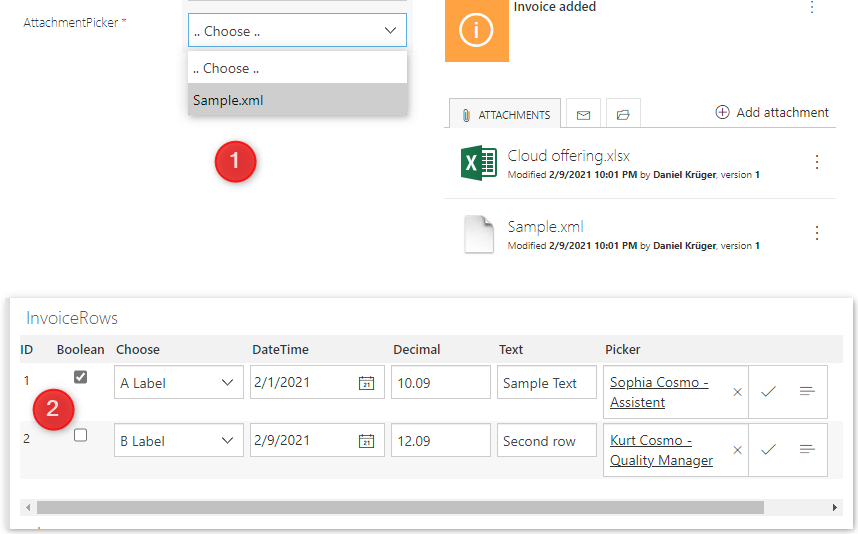 AttachmentPicker *
.. Choose ..
.. Choose ..
Sample.xml
1
Invoice added
i
ATTACHMENTS
Add attachment
Cloud offering.xlsx
Modified 2/9/2021 10:01 PM by Daniel Krüger, version 1
Sample.xml
Modified 2/9/2021 10:01 PM by Daniel Krüger, version 1
InvoiceRows
ID Boolean Choose DateTime Decimal Text Picker
1 A Label 2/1/2021 21 10.09 Sample Text Sophia Cosmo -
Assistent
2
2 B Label 2/9/2021 21 12.09 Second row Kurt Cosmo -
Quality Manager